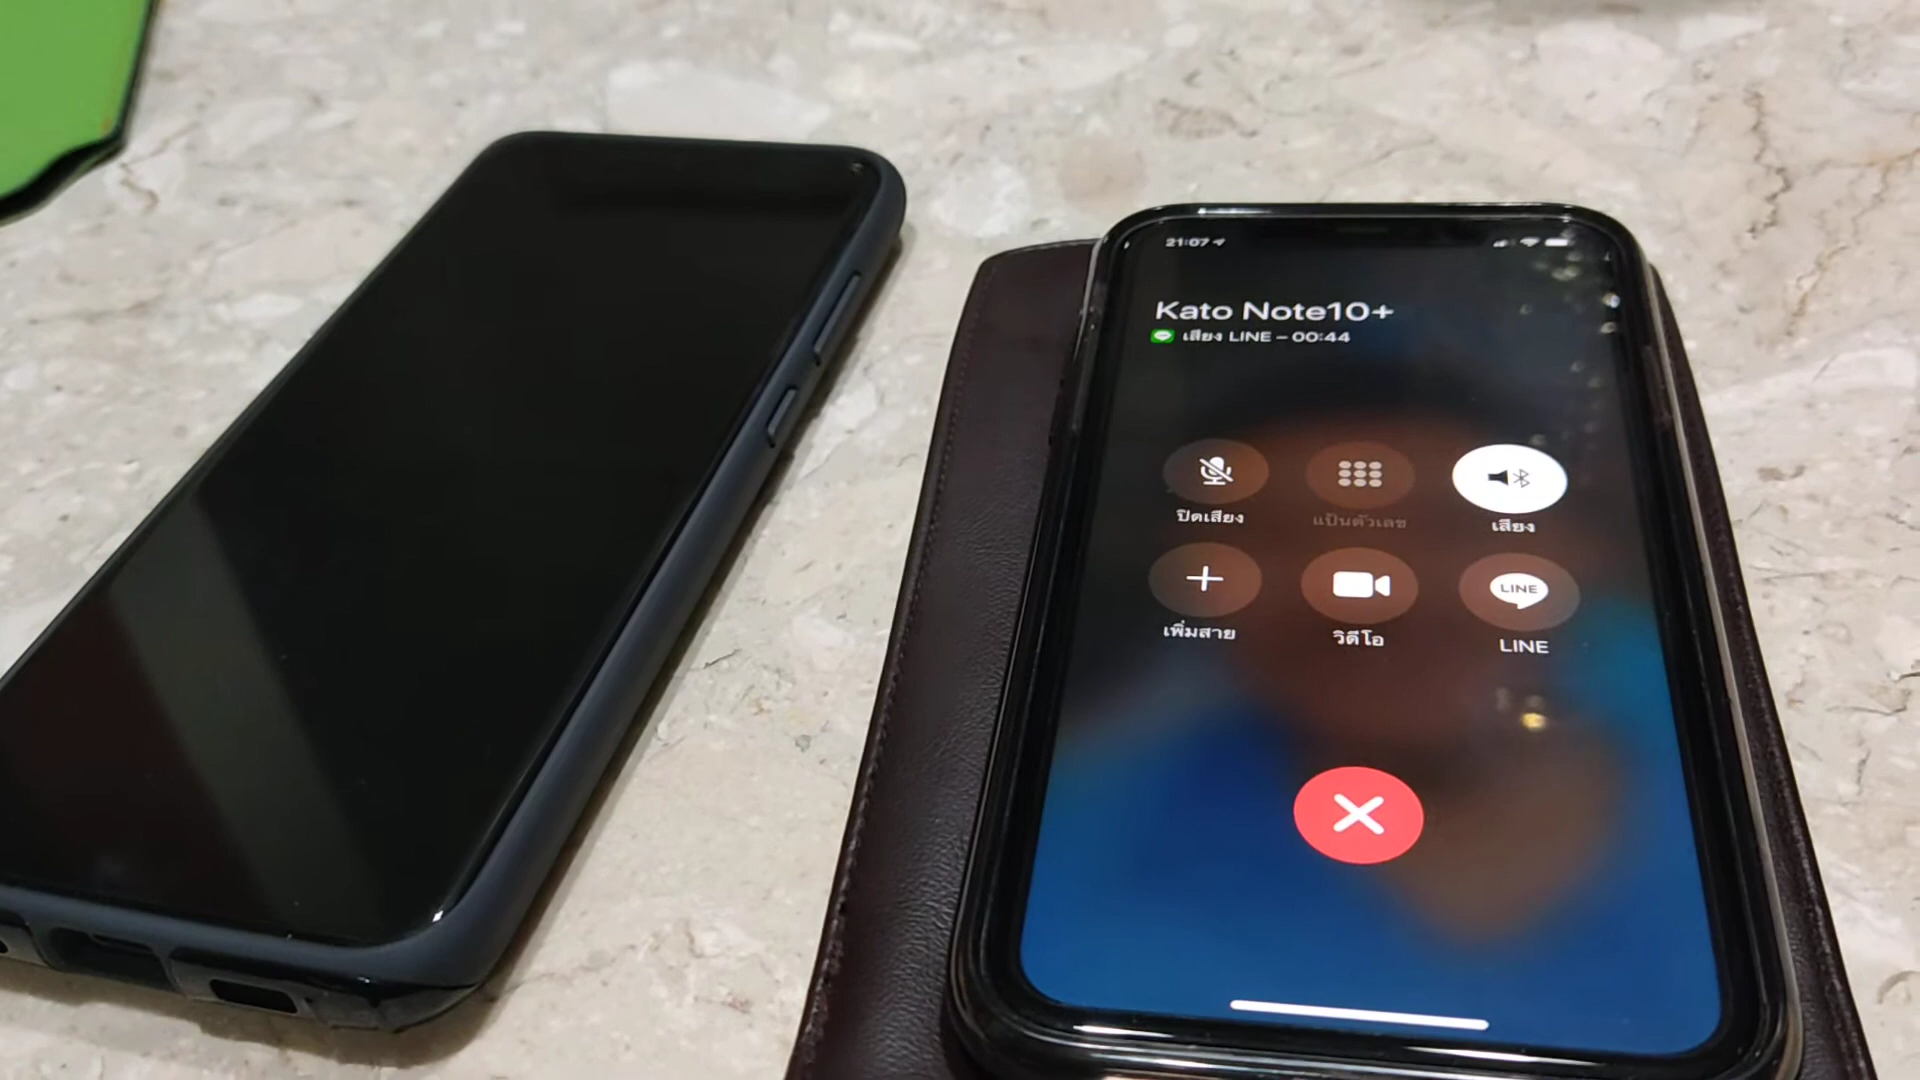 21:07
Kato Note10+
เสียง LINE – 00:44
ปิดเสียง
แป้นตัวเลข
เสียง
LINE
เพิ่มสาย
วิดีโอ
LINE